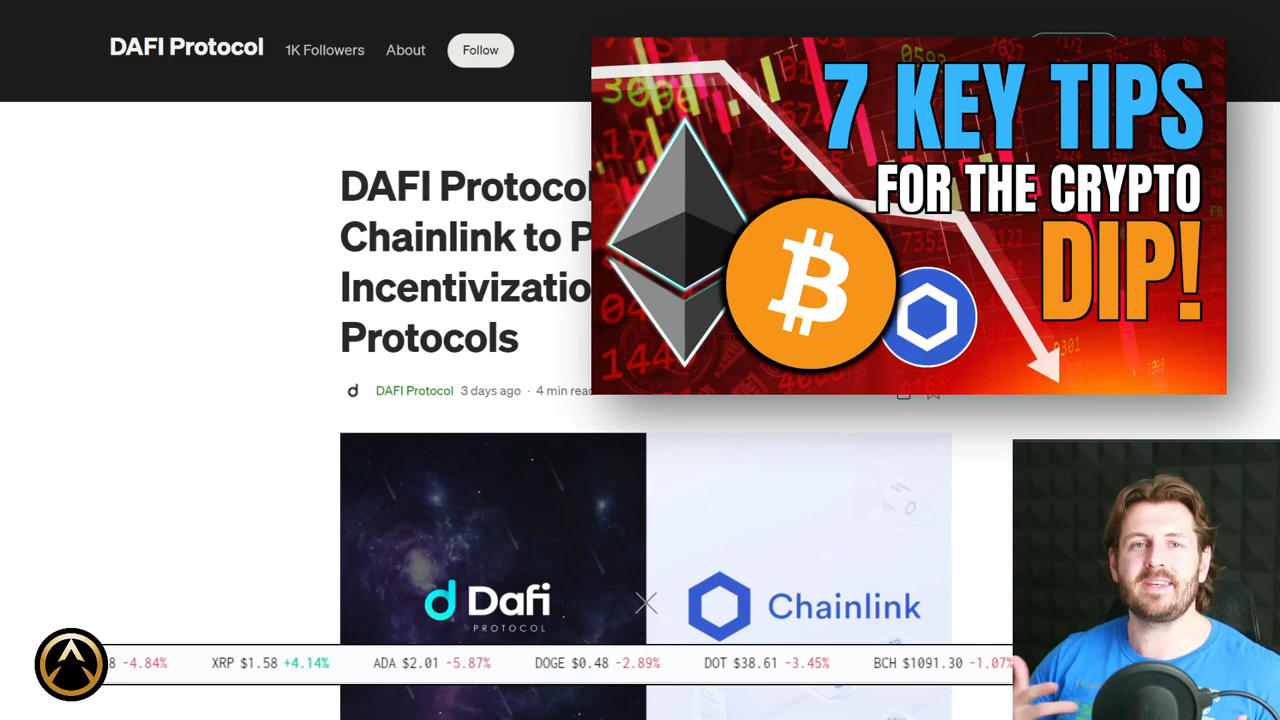 DAFI Protocol
1K Followers
About
Follow
7 KEY TIPS
FOR THE CRYPTO
DIP!
DAFI Protocol
Chainlink to P
Incentivizatio
Protocols
DAFI Protocol 3 days ago · 4 min read
Dafi
PROTOCOL
Chainlink
8 -4.84% XRP $1.58 +4.14% ADA $2.01 -5.87% DOGE $0.48 -2.89% DOT $38.61 -3.45% BCH $1091.30 -1.07%